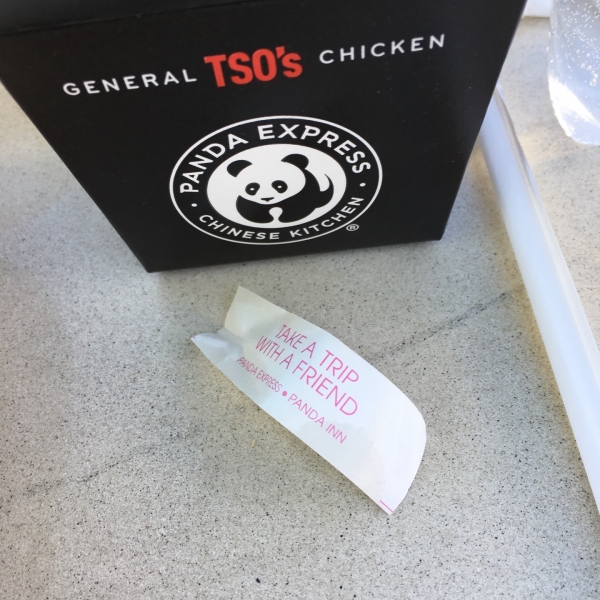 GENERAL TSO's CHICKEN
PANDA EXPRESS
CHINESE KITCHEN
®
TAKE A TRIP
WITH A FRIEND
PANDA EXPRESS • PANDA INN